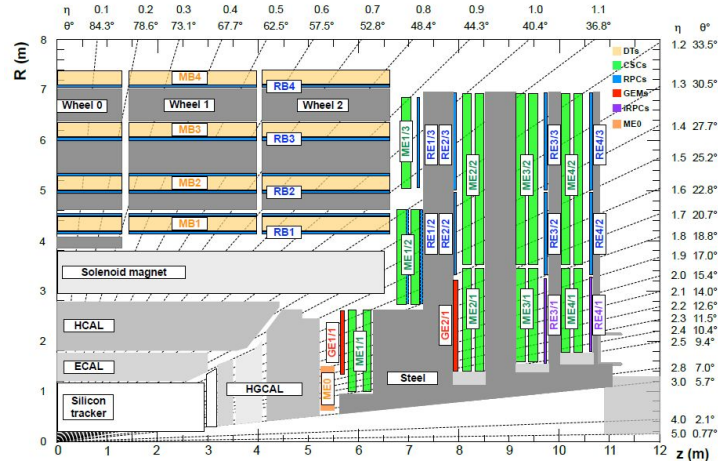 η 0.1 0.2 0.3 0.4 0.5 0.6 0.7 0.8 0.9 1.0 1.1 η θ°
θ° 84.3° 78.6° 73.1° 67.7° 62.5° 57.5° 52.8° 48.4° 44.3° 40.4° 36.8°
R (m)
8
7
6
5
4
3
2
1
0
1.2 33.5°
1.3 30.5°
1.4 27.7°
1.5 25.2°
1.6 22.8°
1.7 20.7°
1.8 18.8°
1.9 17.0°
2.0 15.4°
2.1 14.0°
2.2 12.6°
2.3 11.5°
2.4 10.4°
2.5 9.4°
2.8 7.0°
3.0 5.7°
4.0 2.1°
5.0 0.77°
DTs
CSCs
RPCs
GEMs
iRPCs
ME0
MB4
RB4
Wheel 0 Wheel 1 Wheel 2
MB3
RB3
MB2
RB2
MB1
RB1
Solenoid magnet
HCAL
ECAL
Silicon
tracker
HGCAL
Steel
ME0
GE1/1
ME1/1
ME1/2
ME1/3
RE1/3
RE2/3
RE1/2
RE2/2
GE2/1
ME2/2
ME2/1
ME3/2
ME3/1
RE3/3
RE3/2
RE3/1
ME4/2
ME4/1
RE4/3
RE4/2
RE4/1
0 1 2 3 4 5 6 7 8 9 10 11 12
z (m)